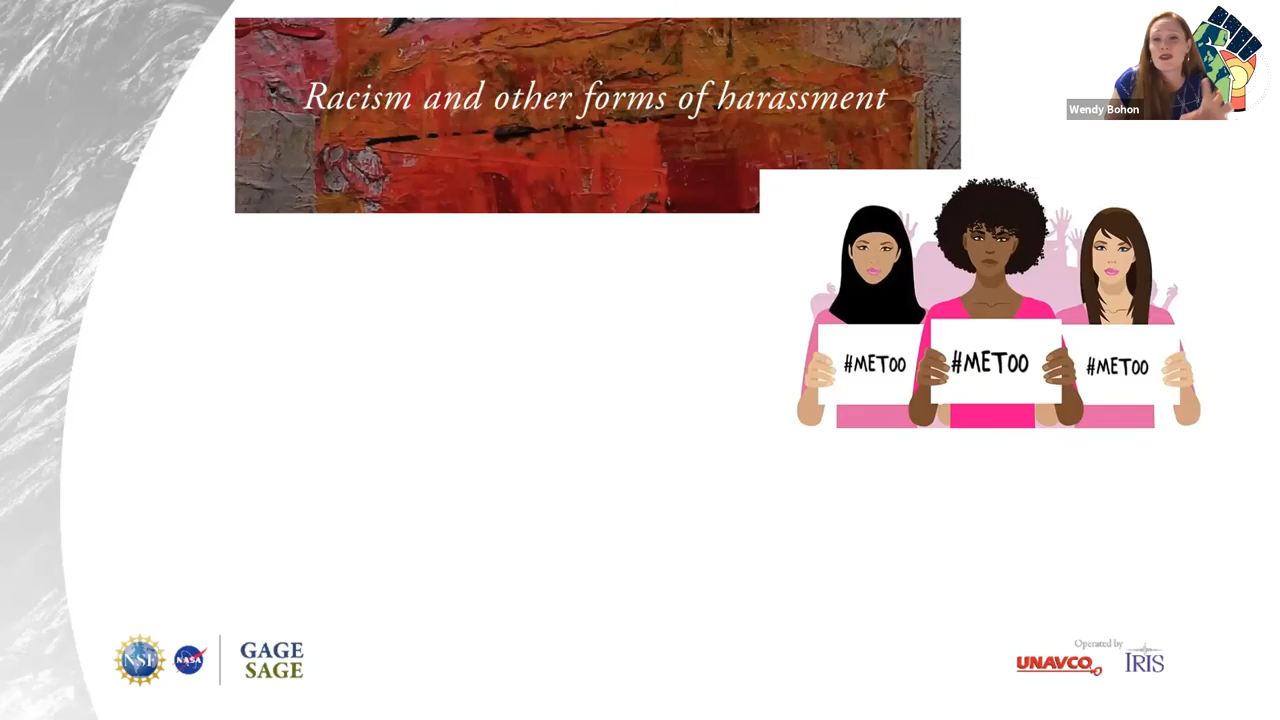 Racism and other forms of harassment
Wendy Bohon
#METOO
#METOO
#METOO
NSF
NASA
GAGE
SAGE
Operated by
UNAVCO
IRIS